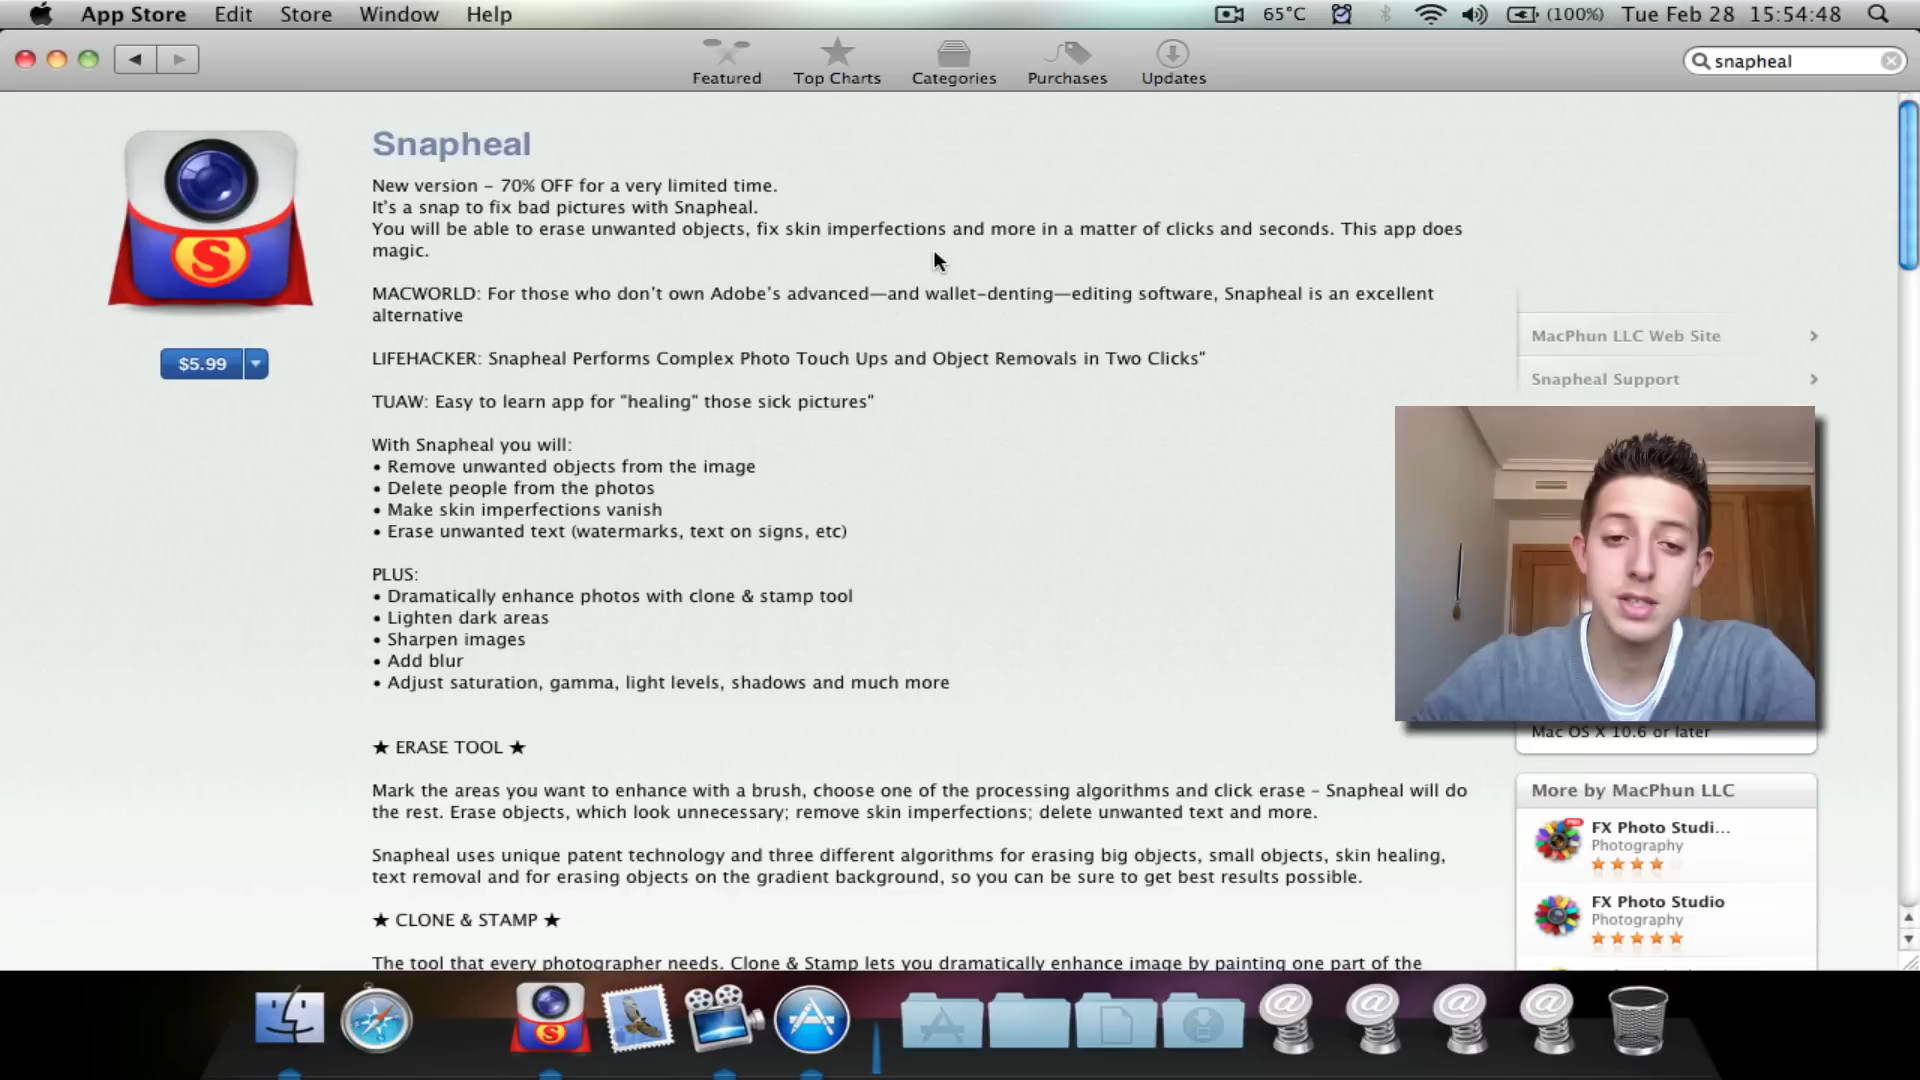 App Store Edit Store Window Help 65°C (100%) Tue Feb 28 15:54:48
Featured Top Charts Categories Purchases Updates snapheal
Snapheal
New version – 70% OFF for a very limited time.
It's a snap to fix bad pictures with Snapheal.
You will be able to erase unwanted objects, fix skin imperfections and more in a matter of clicks and seconds. This app does
magic.
MACWORLD: For those who don't own Adobe's advanced—and wallet-denting—editing software, Snapheal is an excellent
alternative
LIFEHACKER: Snapheal Performs Complex Photo Touch Ups and Object Removals in Two Clicks"
TUAW: Easy to learn app for "healing" those sick pictures"
With Snapheal you will:
• Remove unwanted objects from the image
• Delete people from the photos
• Make skin imperfections vanish
• Erase unwanted text (watermarks, text on signs, etc)
PLUS:
• Dramatically enhance photos with clone & stamp tool
• Lighten dark areas
• Sharpen images
• Add blur
• Adjust saturation, gamma, light levels, shadows and much more
★ ERASE TOOL ★
Mark the areas you want to enhance with a brush, choose one of the processing algorithms and click erase – Snapheal will do
the rest. Erase objects, which look unnecessary; remove skin imperfections; delete unwanted text and more.
Snapheal uses unique patent technology and three different algorithms for erasing big objects, small objects, skin healing,
text removal and for erasing objects on the gradient background, so you can be sure to get best results possible.
★ CLONE & STAMP ★
The tool that every photographer needs. Clone & Stamp lets you dramatically enhance image by painting one part of the
S
$5.99
MacPhun LLC Web Site
Snapheal Support
Mac OS X 10.6 or later
More by MacPhun LLC
FX Photo Studi...
Photography
FX Photo Studio
Photography
S